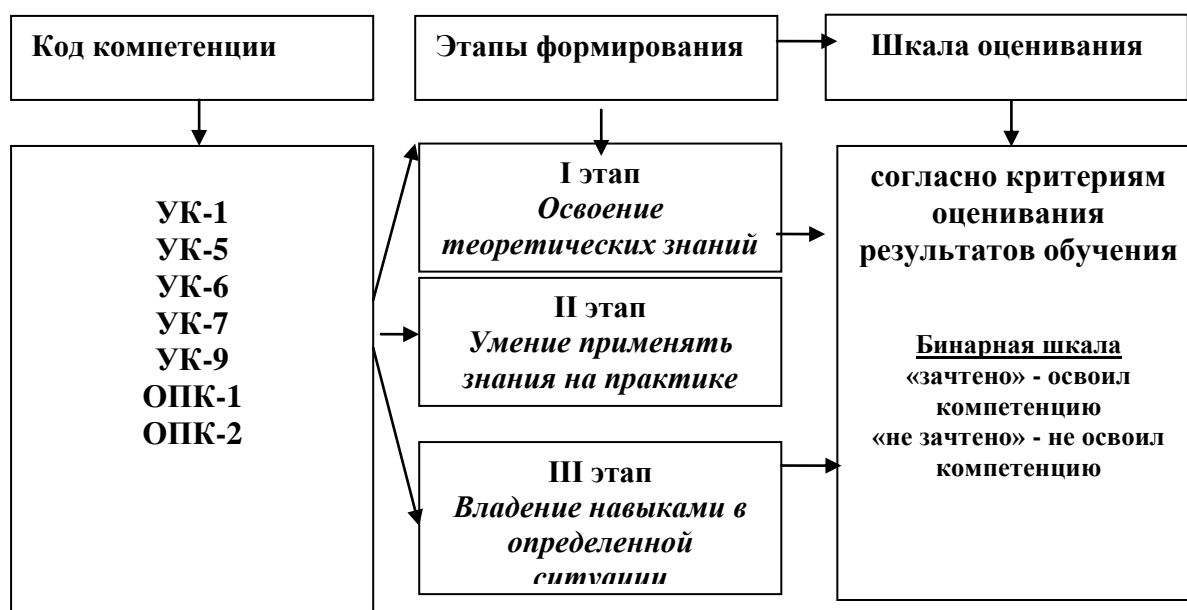 Код компетенции
Этапы формирования
Шкала оценивания
УК-1
УК-5
УК-6
УК-7
УК-9
ОПК-1
ОПК-2
I этап
Освоение
теоретических знаний
II этап
Умение применять
знания на практике
III этап
Владение навыками в
определенной
ситуации
согласно критериям
оценивания
результатов обучения
Бинарная шкала
«зачтено» - освоил
компетенцию
«не зачтено» - не освоил
компетенцию